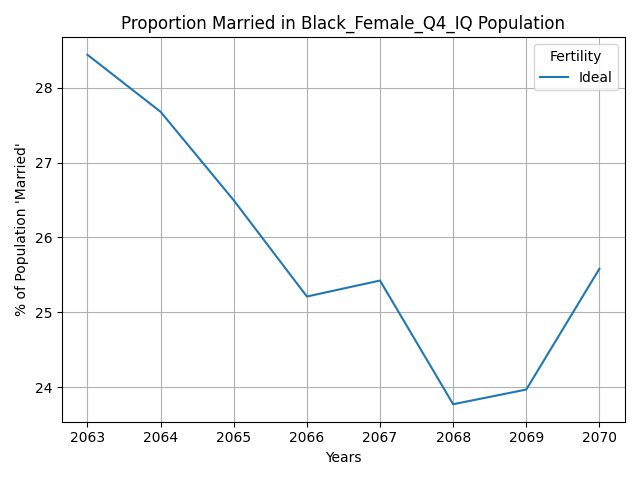 Proportion Married in Black_Female_Q4_IQ Population
Fertility
Ideal
% of Population 'Married'
28
27
26
25
24
2063 2064 2065 2066 2067 2068 2069 2070
Years